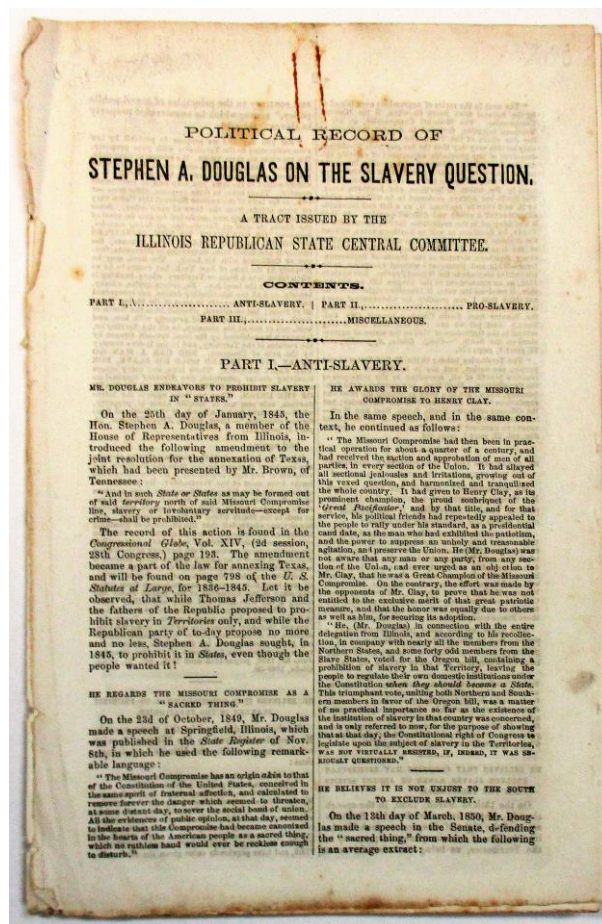 POLITICAL RECORD OF
STEPHEN A. DOUGLAS ON THE SLAVERY QUESTION.
A TRACT ISSUED BY THE
ILLINOIS REPUBLICAN STATE CENTRAL COMMITTEE.
CONTENTS.
PART I., ...................... ANTI-SLAVERY. | PART II.,........................ PRO-SLAVERY.
PART III.,........................MISCELLANEOUS.
PART I.—ANTI-SLAVERY.
MR. DOUGLAS ENDEAVORS TO PROHIBIT SLAVERY
IN "STATES."
On the 25th day of January, 1845, the
Hon. Stephen A. Douglas, a member of the
House of Representatives from Illinois, in-
troduced the following amendment to the
joint resolution for the annexation of Texas,
which had been presented by Mr. Brown, of
Tennessee:
"And in such State or States as may be formed out
of said territory north of said Missouri Compromise
line, slavery or involuntary servitude—except for
crime—shall be prohibited."
The record of this action is found in the
Congressional Globe, Vol. XIV, (2d session,
28th Congress,) page 193. The amendment
became a part of the law for annexing Texas,
and will be found on page 798 of the U. S.
Statutes at Large, for 1836-1845. Let it be
observed, that while Thomas Jefferson and
the fathers of the Republic proposed to pro-
hibit slavery in Territories only, and while the
Republican party of to-day propose no more
and no less, Stephen A. Douglas sought, in
1845, to prohibit it in States, even though the
people wanted it!
HE REGARDS THE MISSOURI COMPROMISE AS A
"SACRED THING"
On the 23d of October, 1849, Mr. Douglas
made a speech at Springfield, Illinois, which
was published in the State Register of Nov.
8th, in which he used the following remark-
able language:
"The Missouri Compromise has an origin akin to that
of the Constitution of the United States, conceived in
the same spirit of fraternal affection, and calculated to
remove forever the danger which seemed to threaten,
at some distant day, to sever the social bond of union.
All the evidences of public opinion, at that day, seemed
to indicate that this Compromise had become canonized
in the hearts of the American people as a sacred thing,
which no ruthless hand would ever be reckless enough
to disturb."
HE AWARDS THE GLORY OF THE MISSOURI
COMPROMISE TO HENRY CLAY.
In the same speech, and in the same con-
text, he continued as follows:
"The Missouri Compromise had then been in prac-
tical operation for about a quarter of a century, and
had received the sanction and approbation of men of all
parties, in every section of the Union. It had allayed
all sectional jealousies and irritations, growing out of
this vexed question, and harmonized and tranquilized
the whole country. It had given to Henry Clay, as its
prominent champion, the proud soubriquet of the
'Great Pacificator,' and by that title, and for that
service, his political friends had repeatedly appealed to
the people to rally under his standard, as a presidential
candidate, as the man who had exhibited the patriotism,
and the power to suppress an unholy and treasonable
agitation, and preserve the Union. He (Mr. Douglas) was
not aware that any man or any party, from any sec-
tion of the Union, had ever urged as an objection to
Mr. Clay, that he was a Great Champion of the Missouri
Compromise. On the contrary, the effort was made by
the opponents of Mr. Clay, to prove that he was not
entitled to the exclusive merit of that great patriotic
measure, and that the honor was equally due to others
as well as him, for securing its adoption.
"He, (Mr. Douglas) in connection with the entire
delegation from Illinois, and according to his recollec-
tion, in company with nearly all the members from the
Northern States, and some forty odd members from the
Slave States, voted for the Oregon bill, containing a
prohibition of slavery in that Territory, leaving the
people to regulate their own domestic institutions under
the Constitution when they should become a State.
This triumphant vote, uniting both Northern and South-
ern members in favor of the Oregon bill, was a matter
of no practical importance so far as the existence of
the institution of slavery in that country was concerned,
and is only referred to now, for the purpose of showing
that at that day, the Constitutional right of Congress to
legislate upon the subject of slavery in the Territories,
WAS NOT VIRTUALLY RESISTED, IF, INDEED, IT WAS SE-
RIOUSLY QUESTIONED."
HE BELIEVES IT IS NOT UNJUST TO THE SOUTH
TO EXCLUDE SLAVERY.
On the 13th day of March, 1850, Mr. Doug-
las made a speech in the Senate, defending
the "sacred thing," from which the following
is an average extract: